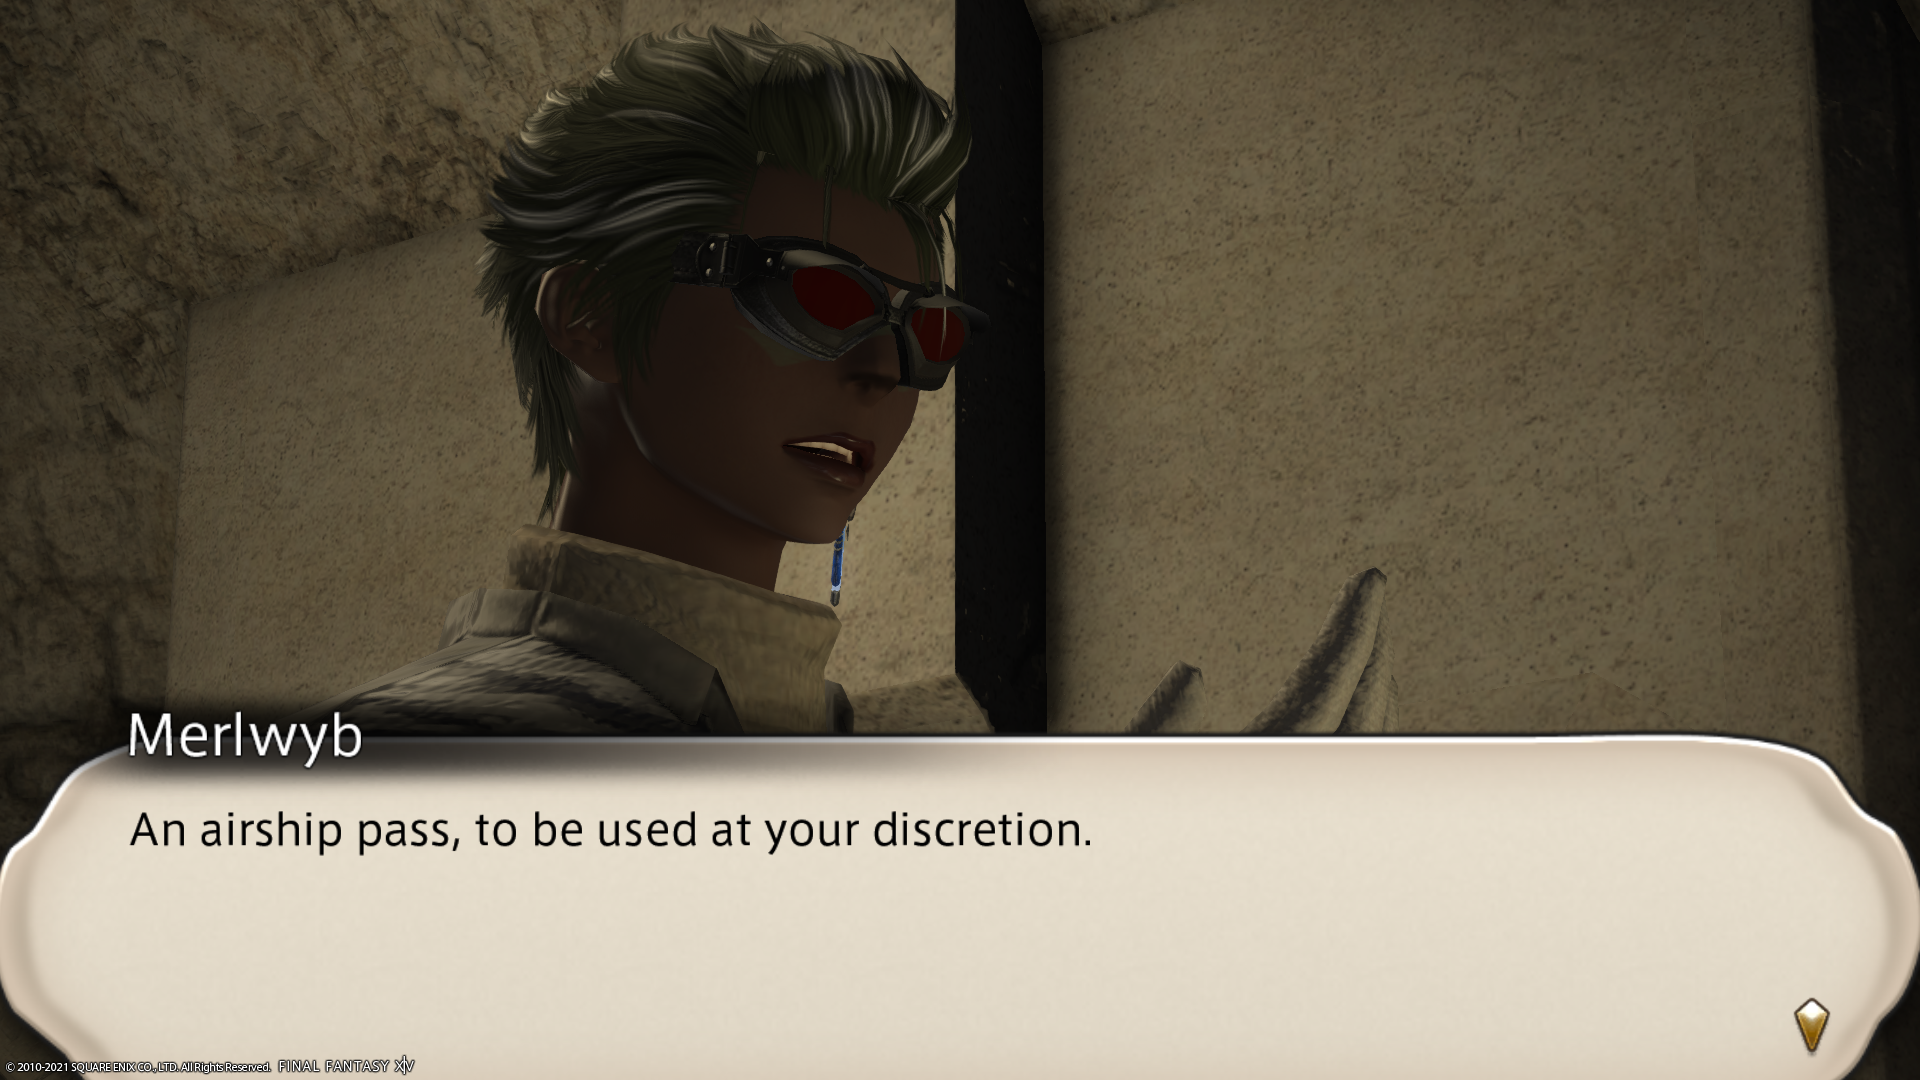 Merlwyb
An airship pass, to be used at your discretion.
© 2010-2021 SQUARE ENIX CO., LTD. All Rights Reserved. FINAL FANTASY XIV